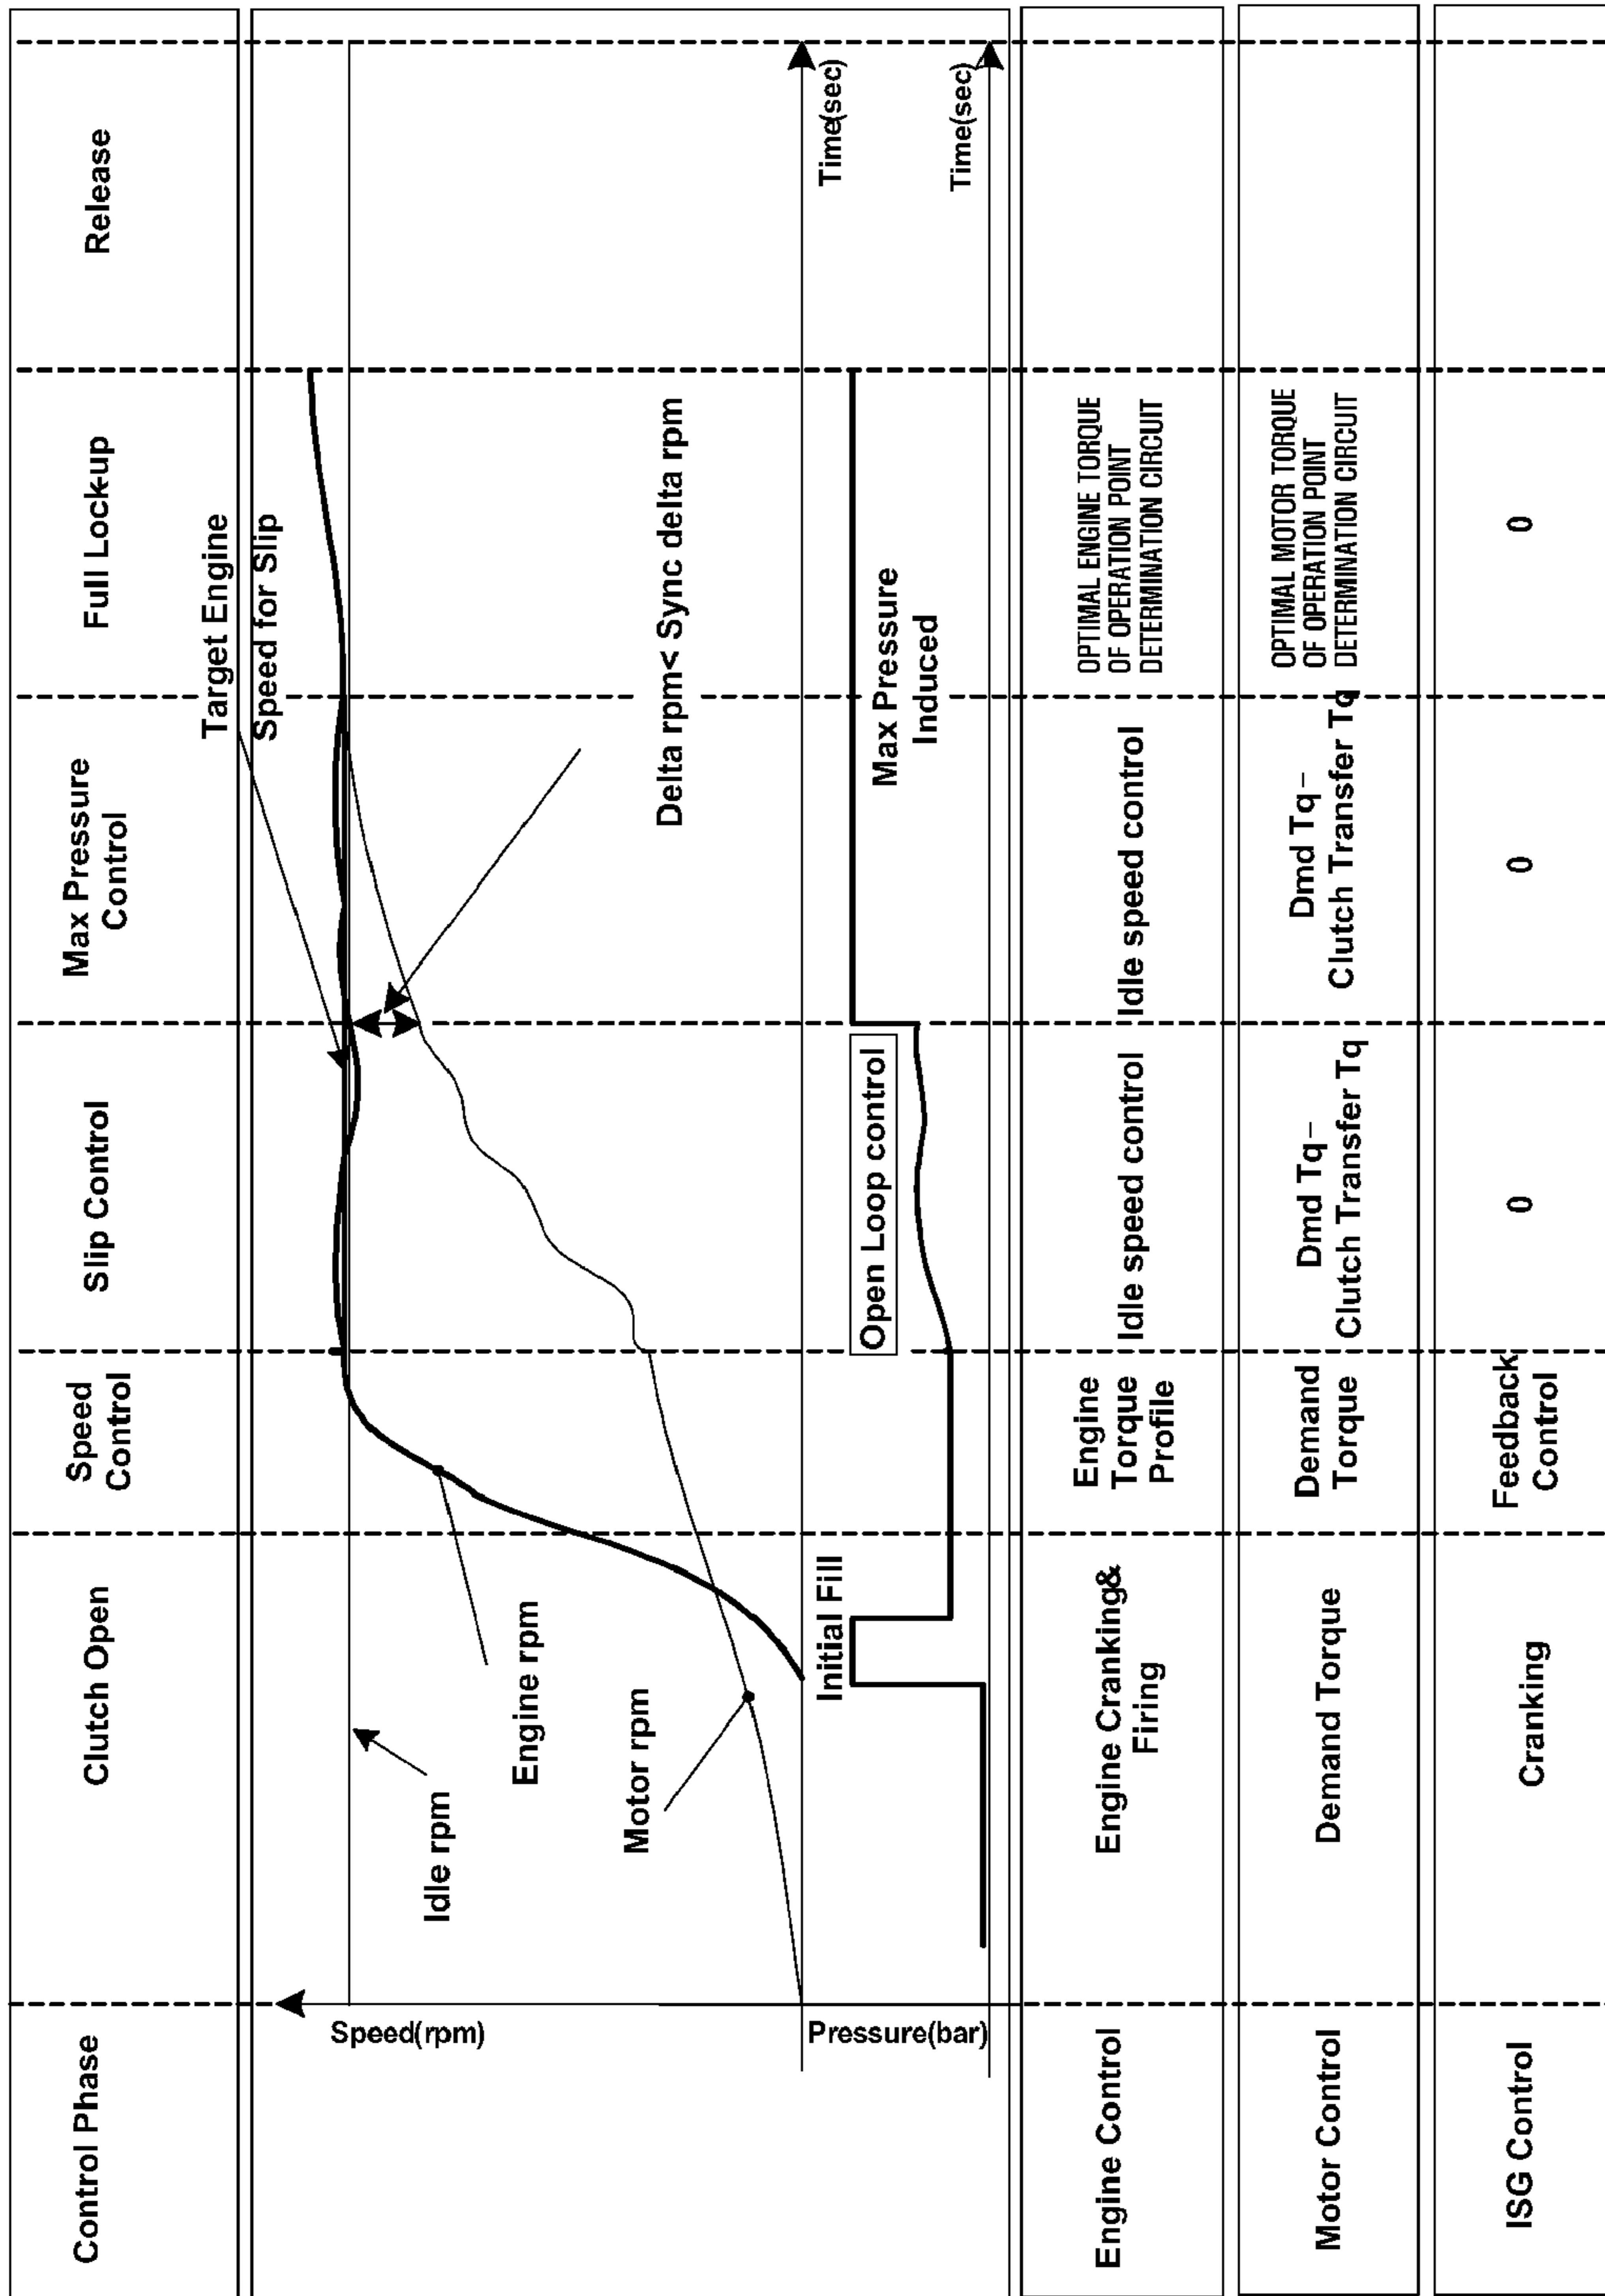 Control Phase
Clutch Open
Speed
Control
Slip Control
Max Pressure
Control
Full Lock-up
Release
Target Engine
Speed for Slip
Speed(rpm)
Idle rpm
Engine rpm
Motor rpm
Delta rpm< Sync delta rpm
Time(sec)
Pressure(bar)
Initial Fill
Open Loop control
Max Pressure
Induced
Time(sec)
Engine Control
Engine Cranking&
Firing
Engine
Torque
Profile
Idle speed control
Idle speed control
OPTIMAL ENGINE TORQUE
OF OPERATION POINT
DETERMINATION CIRCUIT
Motor Control
Demand Torque
Demand
Torque
Dmd Tq–
Clutch Transfer Tq
Dmd Tq–
Clutch Transfer Tq
OPTIMAL MOTOR TORQUE
OF OPERATION POINT
DETERMINATION CIRCUIT
ISG Control
Cranking
Feedback
Control
0
0
0